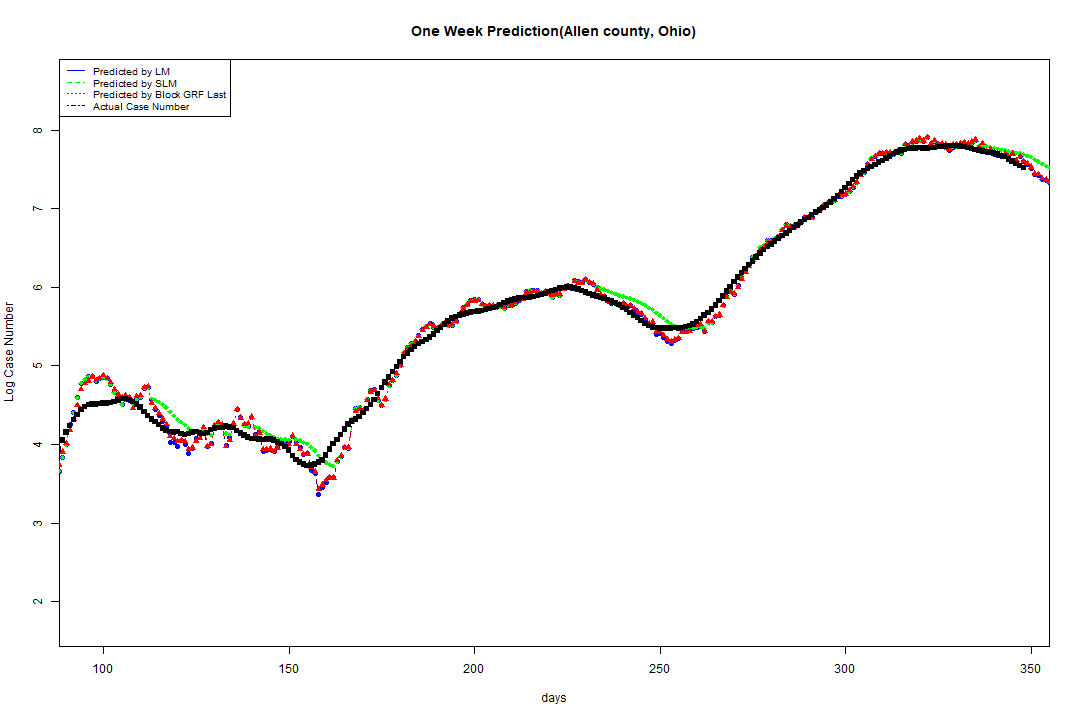 One Week Prediction(Allen county, Ohio)
Predicted by LM
Predicted by SLM
Predicted by Block GRF Last
Actual Case Number
8
7
6
5
4
3
2
Log Case Number
100 150 200 250 300 350
days